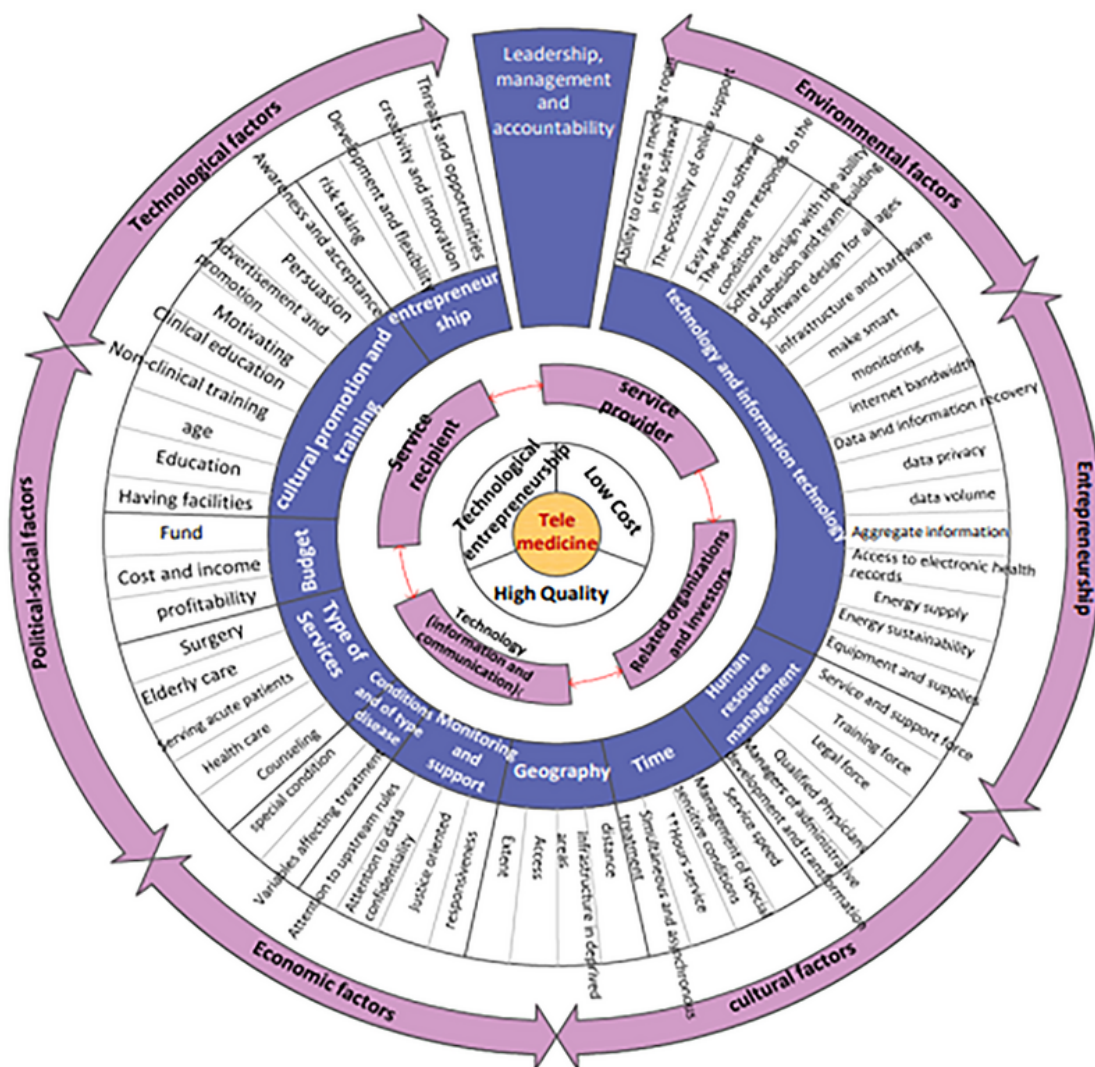 Leadership,
management
and
accountability
Environmental factors
Entrepreneurship
cultural factors
Economic factors
Political-social factors
Technological factors
technology and information technology
Ability to create a meeting room
in the software
The possibility of online support
Easy access to software
The software responds to the
conditions
Software design with the ability
of cohesion and team building
Software design for all ages
infrastructure and hardware
make smart
monitoring
internet bandwidth
Data and information recovery
data privacy
data volume
Aggregate information
Access to electronic health
records
Energy supply
Energy sustainability
Equipment and supplies
Human
resource
management
Service and support force
Training force
Legal force
Qualified Physician
Managers of administrative
development and transformation
Time
Service speed
Management of special
sensitive conditions
۲۴Hours service
Simultaneous and asynchronous
treatment
Geography
distance
Infrastructure in deprived
areas
Access
Extent
Monitoring
and
support
responsiveness
Justice oriented
Attention to data
confidentiality
Attention to upstream rules
Conditions
and of type
disease
Variables affecting treatment
special condition
Type of
Services
Counseling
Health care
Serving acute patients
Elderly care
Surgery
Budget
profitability
Cost and income
Fund
cultural promotion and
training
Having facilities
Education
age
Non-clinical training
Clinical education
Motivating
Advertisement and
promotion
Persuasion
Awareness and acceptance
entrepreneur
ship
risk taking
Development and flexibility
creativity and innovation
Threats and opportunities
service
provider
Related organizations
and investors
Technology
(information and
communication)(
Service
recipient
Technological
entrepreneurship
Low Cost
High Quality
Tele
medicine